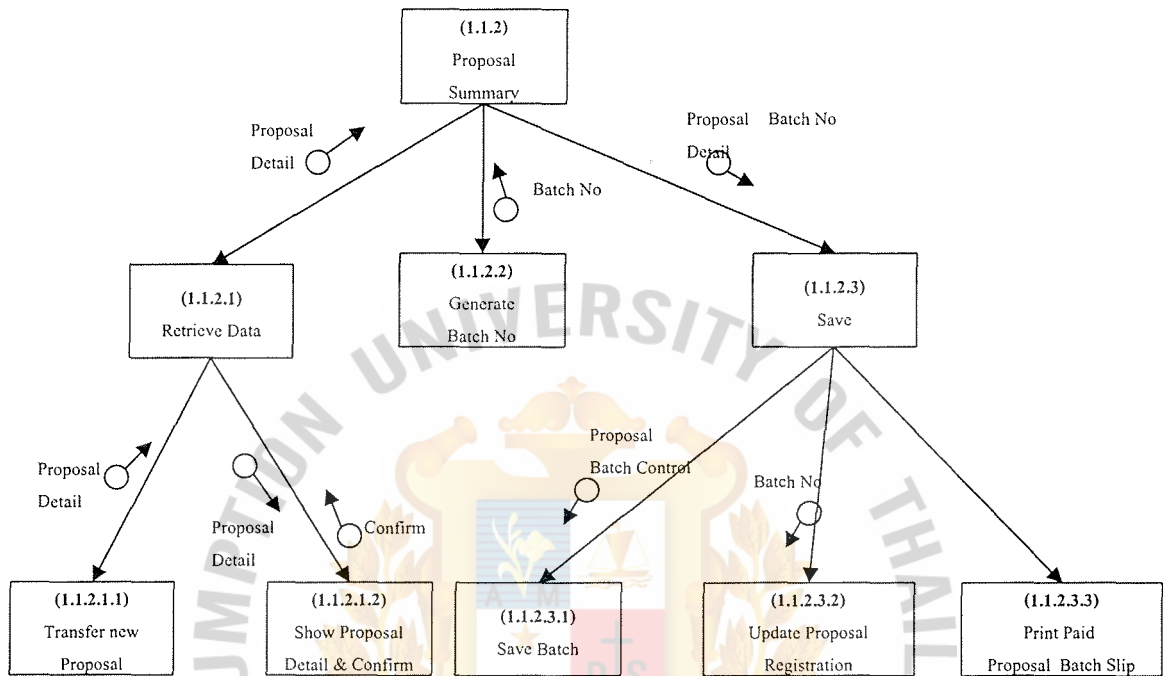 (1.1.2)
Proposal
Summary
Proposal
Detail
Batch No
Proposal Batch No
Detail
(1.1.2.1)
Retrieve Data
(1.1.2.2)
Generate
Batch No
(1.1.2.3)
Save
Proposal
Detail
Proposal
Detail
Confirm
Proposal
Batch Control
Batch No
(1.1.2.1.1)
Transfer new
Proposal
(1.1.2.1.2)
Show Proposal
Detail & Confirm
(1.1.2.3.1)
Save Batch
(1.1.2.3.2)
Update Proposal
Registration
(1.1.2.3.3)
Print Paid
Proposal Batch Slip
UMPTION UNIVERSITY OF THAIL
A M
D S